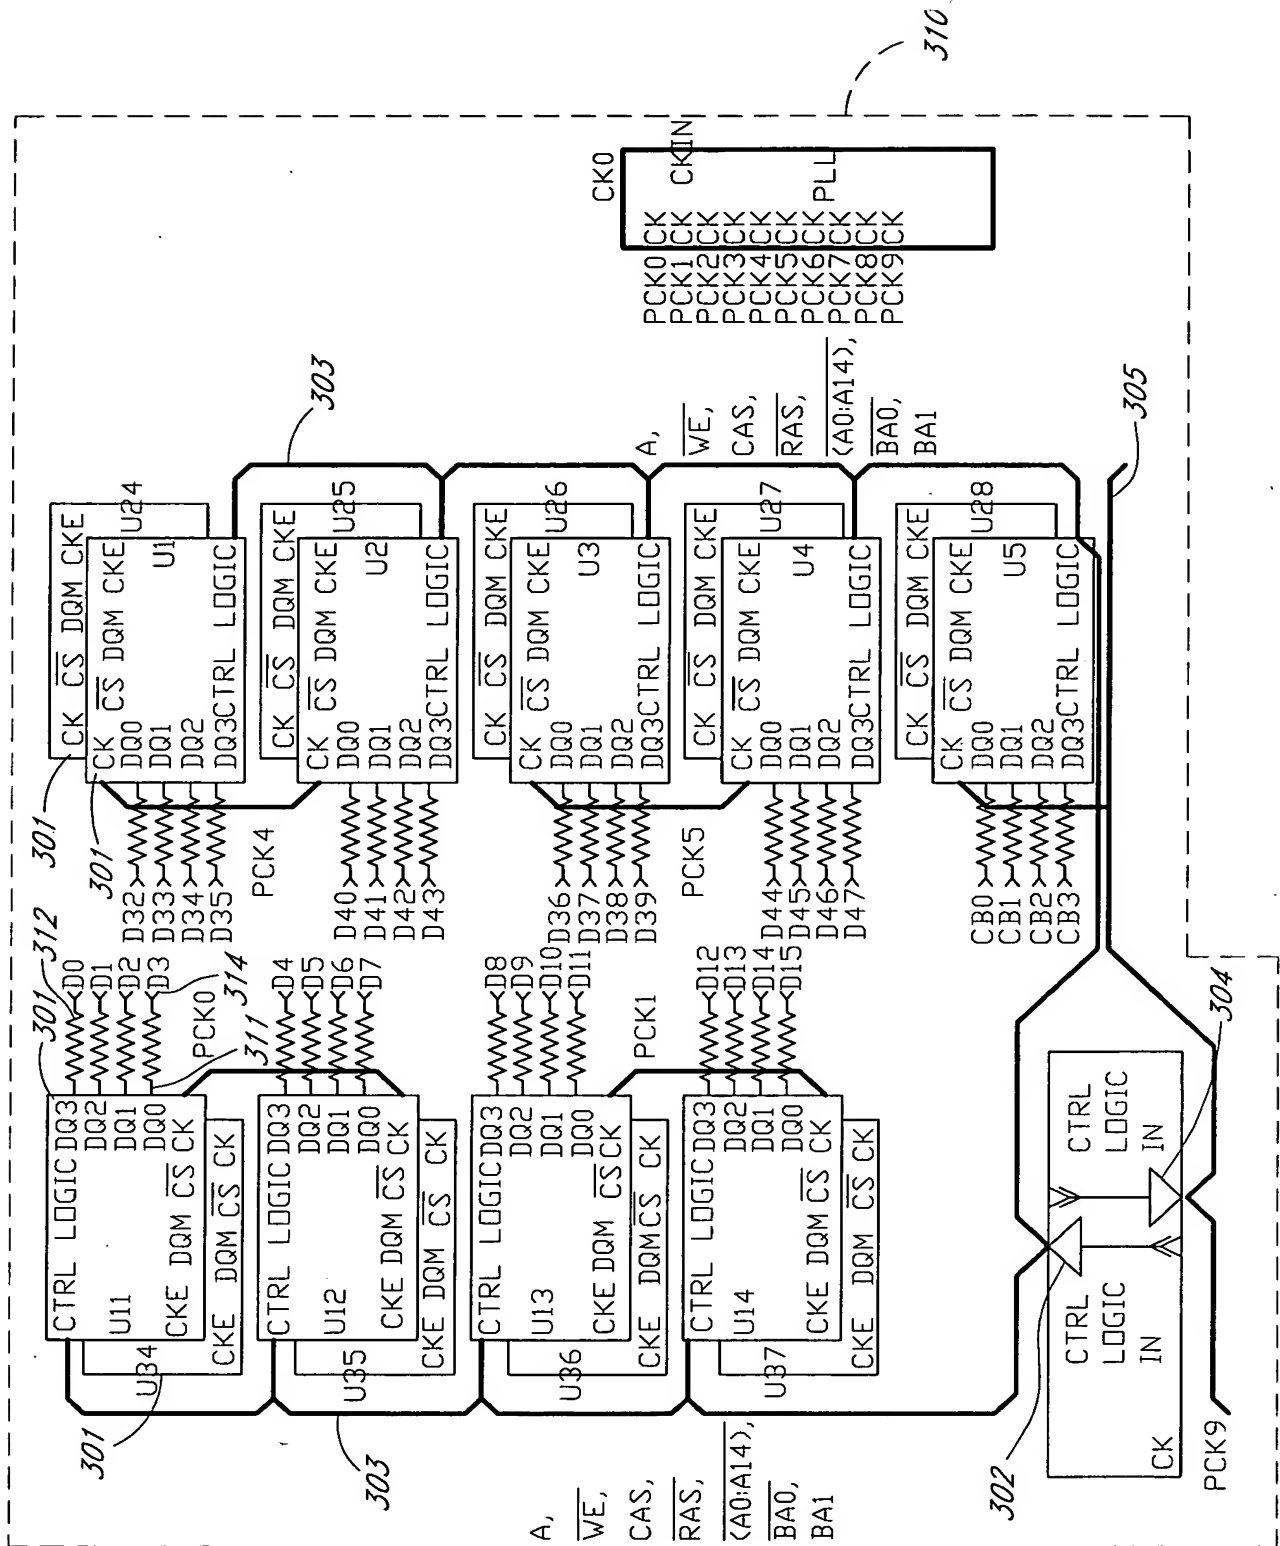 310
CK0
CKIN
PLL
PCK0 CK
PCK1 CK
PCK2 CK
PCK3 CK
PCK4 CK
PCK5 CK
PCK6 CK
PCK7 CK
PCK8 CK
PCK9 CK
303
A,
WE,
CAS,
RAS,
(A0:A14),
BA0,
BA1
305
301
CK CS DQM CKE
U24
301
CK CS DQM CKE
U1
DQ0
DQ1
DQ2
DQ3 CTRL LOGIC
D32
D33
D34
D35
PCK4
CK CS DQM CKE
U25
CK CS DQM CKE
U2
DQ0
DQ1
DQ2
DQ3 CTRL LOGIC
D40
D41
D42
D43
CK CS DQM CKE
U26
CK CS DQM CKE
U3
DQ0
DQ1
DQ2
DQ3 CTRL LOGIC
D36
D37
D38
D39
PCK5
CK CS DQM CKE
U27
CK CS DQM CKE
U4
DQ0
DQ1
DQ2
DQ3 CTRL LOGIC
D44
D45
D46
D47
CK CS DQM CKE
U28
CK CS DQM CKE
U5
DQ0
DQ1
DQ2
DQ3 CTRL LOGIC
CB0
CB1
CB2
CB3
301
312
D0
D1
D2
D3
314
PCK0
311
CTRL LOGIC DQ3
DQ2
DQ1
DQ0
U11
CKE DQM CS CK
U34
CKE DQM CS CK
301
D4
D5
D6
D7
CTRL LOGIC DQ3
DQ2
DQ1
DQ0
U12
CKE DQM CS CK
U35
CKE DQM CS CK
303
D8
D9
D10
D11
PCK1
CTRL LOGIC DQ3
DQ2
DQ1
DQ0
U13
CKE DQM CS CK
U36
CKE DQM CS CK
D12
D13
D14
D15
CTRL LOGIC DQ3
DQ2
DQ1
DQ0
U14
CKE DQM CS CK
U37
CKE DQM CS CK
A,
WE,
CAS,
RAS,
(A0:A14),
BA0,
BA1
302
CTRL
LOGIC
IN
CTRL
LOGIC
IN
304
CK
PCK9